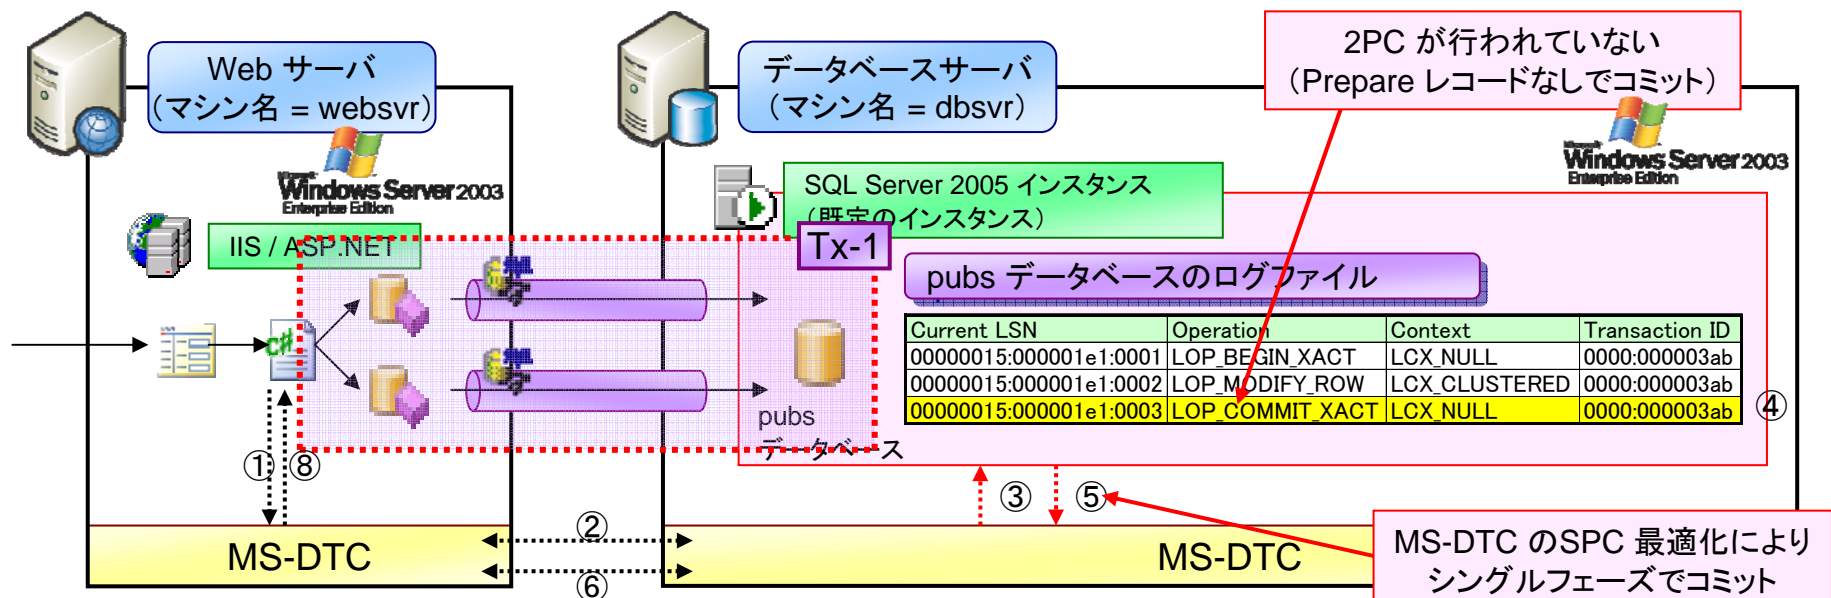 Web サーバ
（マシン名 = websvr）
データベースサーバ
（マシン名 = dbsvr）
2PC が行われていない
（Prepare レコードなしでコミット）
Microsoft
Windows Server 2003
Enterprise Edition
Microsoft
Windows Server 2003
Enterprise Edition
SQL Server 2005 インスタンス
（既定のインスタンス）
IIS / ASP.NET
Tx-1
pubs データベースのログファイル
Current LSN Operation Context Transaction ID
00000015:000001e1:0001 LOP_BEGIN_XACT LCX_NULL 0000:000003ab
00000015:000001e1:0002 LOP_MODIFY_ROW LCX_CLUSTERED 0000:000003ab
00000015:000001e1:0003 LOP_COMMIT_XACT LCX_NULL 0000:000003ab
④
C#
pubs
データベース
① ⑧
③ ⑤
②
⑥
MS-DTC
MS-DTC
MS-DTC のSPC 最適化により
シングルフェーズでコミット